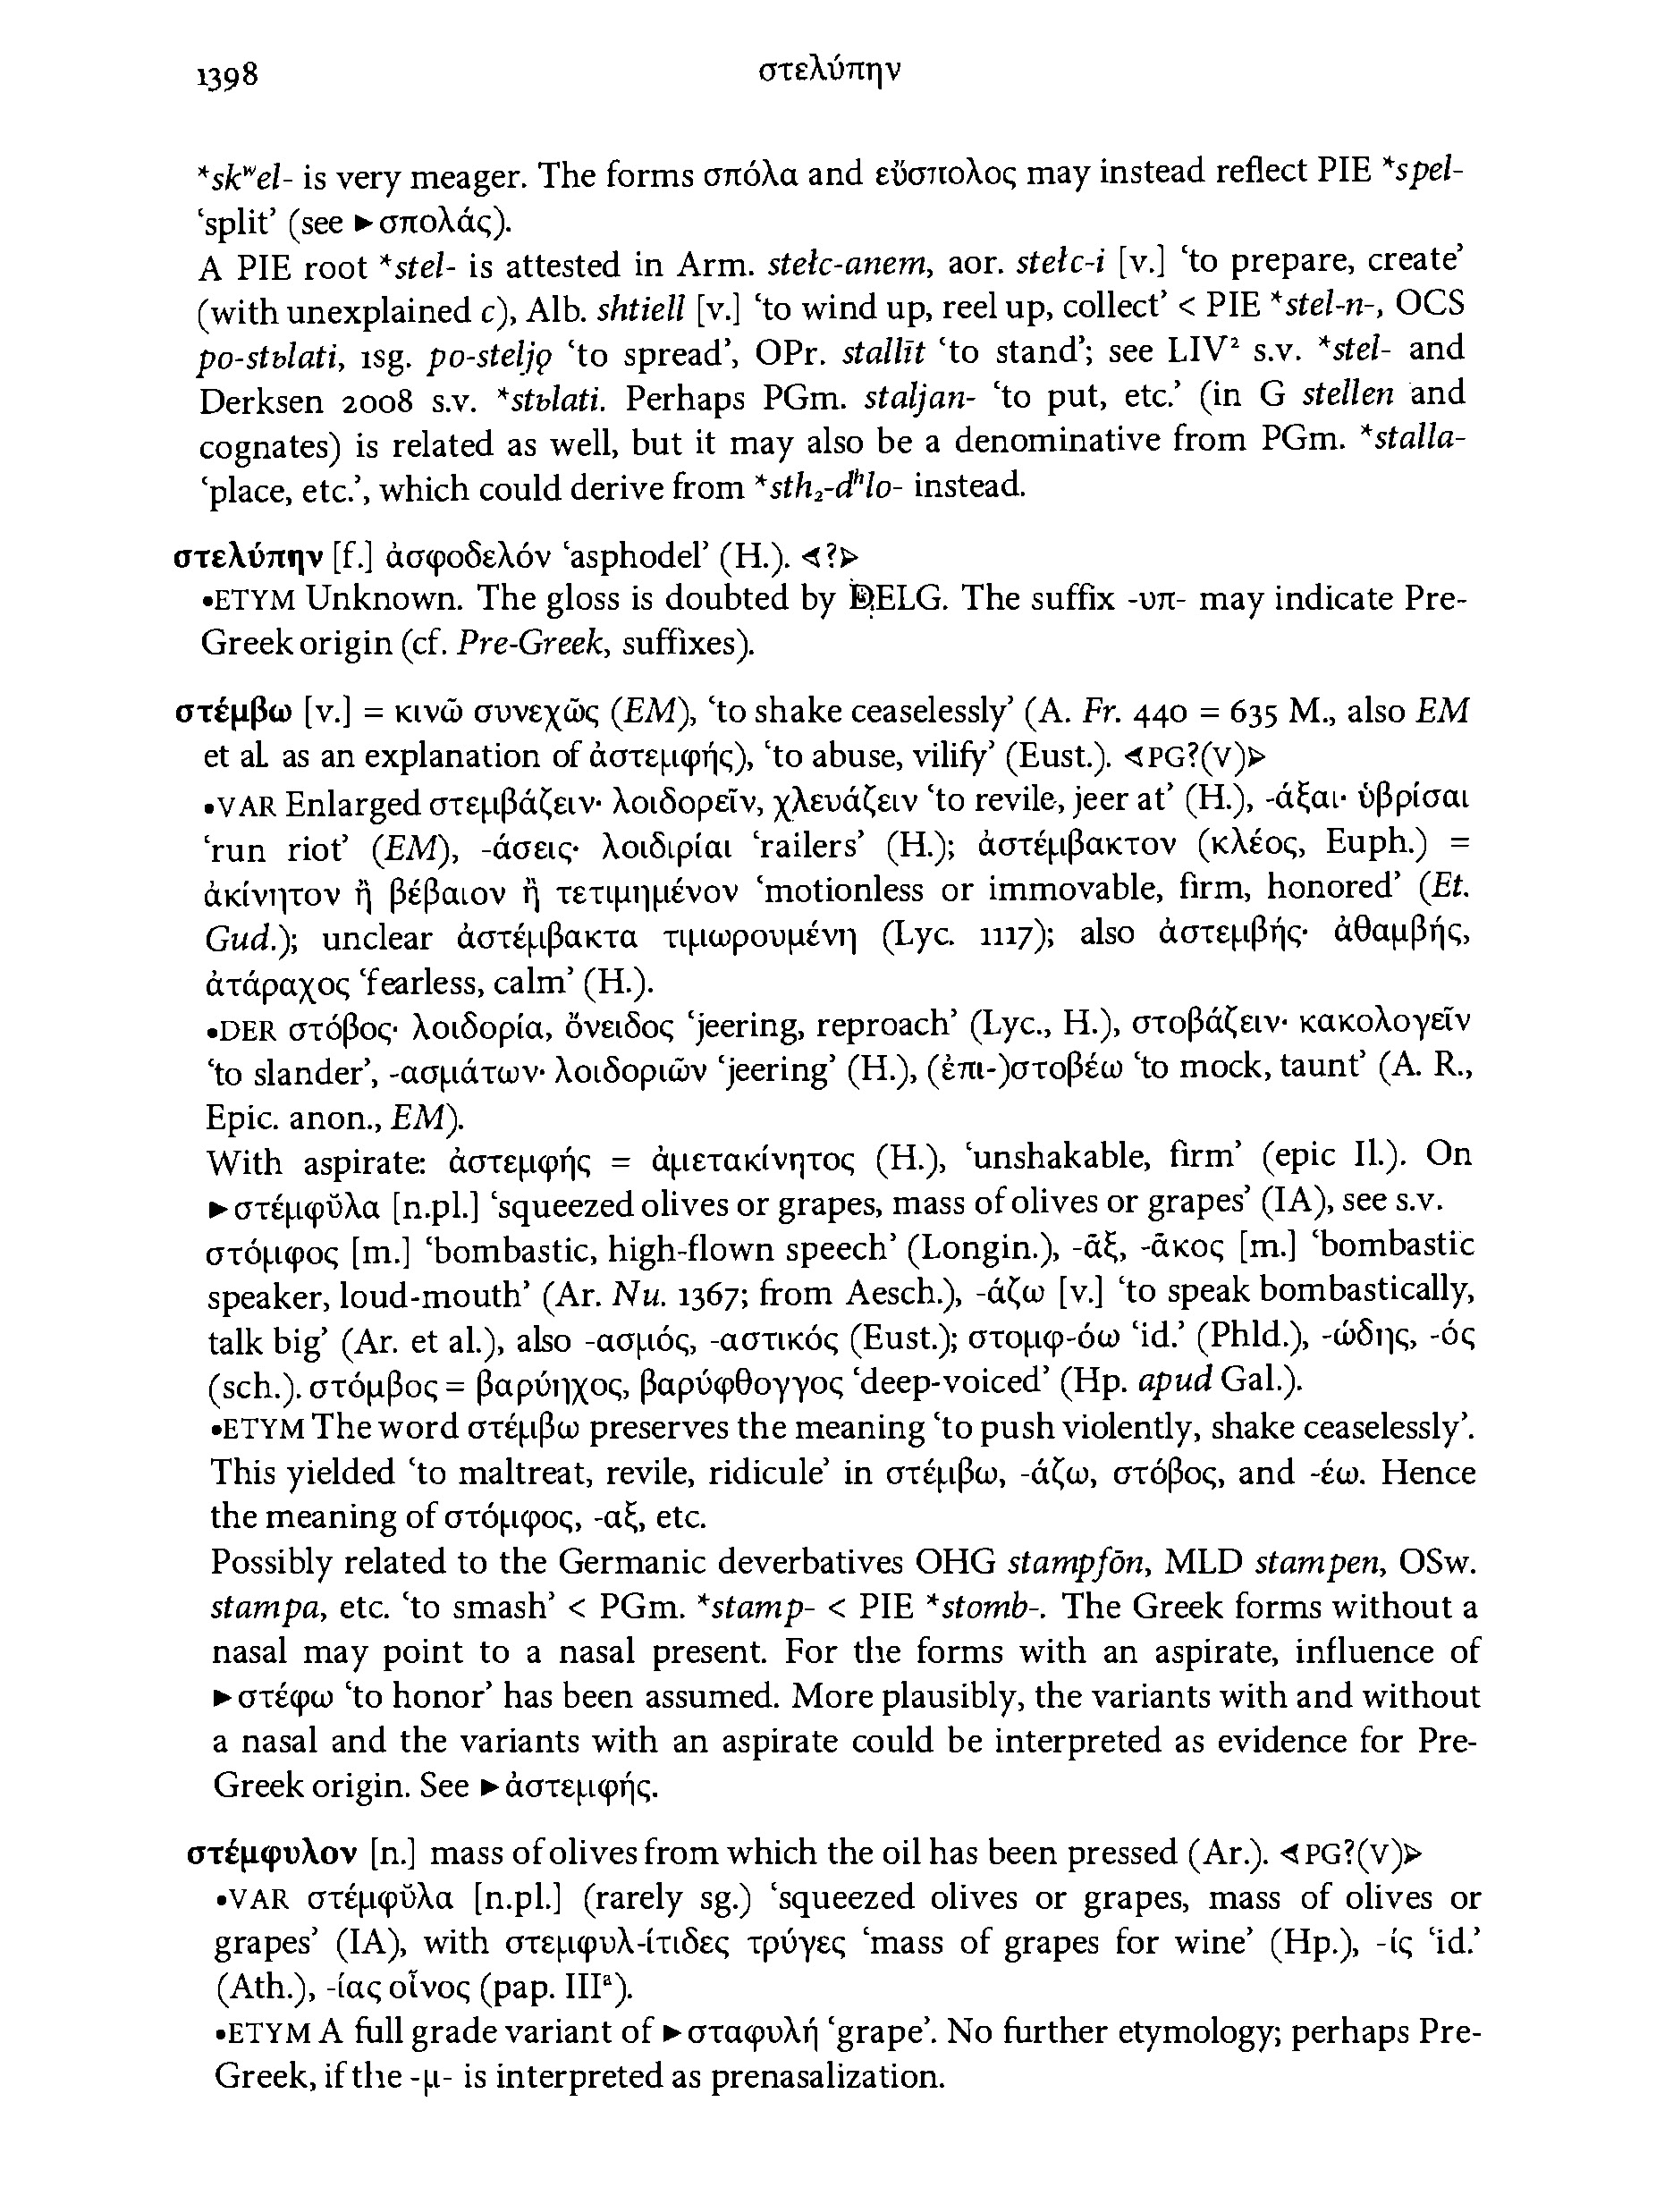 1398
στελύπην
*skʷel- is very meager. The forms σπόλα and εὔσπολος may instead reflect PIE *spel-
‘split’ (see ►σπολάς).
A PIE root *stel- is attested in Arm. stełc-anem, aor. stełc-i [v.] ‘to prepare, create’
(with unexplained c), Alb. shtiell [v.] ‘to wind up, reel up, collect’ < PIE *stel-n-, OCS
po-stьlati, 1sg. po-steljǫ ‘to spread’, OPr. stallīt ‘to stand’; see LIV² s.v. *stel- and
Derksen 2008 s.v. *stьlati. Perhaps PGm. staljan- ‘to put, etc.’ (in G stellen and
cognates) is related as well, but it may also be a denominative from PGm. *stalla-
‘place, etc.’, which could derive from *sth₂-dʰlo- instead.
στελύπην [f.] ἀσφοδελόν ‘asphodel’ (H.). ⊲?⊳
•ETYM Unknown. The gloss is doubted by DELG. The suffix -υπ- may indicate Pre-
Greek origin (cf. Pre-Greek, suffixes).
στέμβω [v.] = κινῶ συνεχῶς (EM), ‘to shake ceaselessly’ (A. Fr. 440 = 635 M., also EM
et al. as an explanation of ἀστεμφής), ‘to abuse, vilify’ (Eust.). ⊲PG?(V)⊳
•VAR Enlarged στεμβάζειν· λοιδορεῖν, χλευάζειν ‘to revile, jeer at’ (H.), -άξαι· ὑβρίσαι
‘run riot’ (EM), -άσεις· λοιδιρίαι ‘railers’ (H.); ἀστέμβακτον (κλέος, Euph.) =
ἀκίνητον ἢ βέβαιον ἢ τετιμημένον ‘motionless or immovable, firm, honored’ (Et.
Gud.); unclear ἀστέμβακτα τιμωρουμένη (Lyc. 1117); also ἀστεμβής· ἀθαμβής,
ἀτάραχος ‘fearless, calm’ (H.).
•DER στόβος· λοιδορία, ὄνειδος ‘jeering, reproach’ (Lyc., H.), στοβάζειν· κακολογεῖν
‘to slander’, -ασμάτων· λοιδοριῶν ‘jeering’ (H.), (ἐπι-)στοβέω ‘to mock, taunt’ (A. R.,
Epic. anon., EM).
With aspirate: ἀστεμφής = ἀμετακίνητος (H.), ‘unshakable, firm’ (epic Il.). On
►στέμφῠλα [n.pl.] ‘squeezed olives or grapes, mass of olives or grapes’ (IA), see s.v.
στόμφος [m.] ‘bombastic, high-flown speech’ (Longin.), -ᾱξ, -ᾱκος [m.] ‘bombastic
speaker, loud-mouth’ (Ar. Nu. 1367; from Aesch.), -άζω [v.] ‘to speak bombastically,
talk big’ (Ar. et al.), also -ασμός, -αστικός (Eust.); στομφ-όω ‘id.’ (Phld.), -ώδης, -ός
(sch.). στόμβος = βαρύηχος, βαρύφθογγος ‘deep-voiced’ (Hp. apud Gal.).
•ETYM The word στέμβω preserves the meaning ‘to push violently, shake ceaselessly’.
This yielded ‘to maltreat, revile, ridicule’ in στέμβω, -άζω, στόβος, and -έω. Hence
the meaning of στόμφος, -αξ, etc.
Possibly related to the Germanic deverbatives OHG stampfōn, MLD stampen, OSw.
stampa, etc. ‘to smash’ < PGm. *stamp- < PIE *stomb-. The Greek forms without a
nasal may point to a nasal present. For the forms with an aspirate, influence of
►στέφω ‘to honor’ has been assumed. More plausibly, the variants with and without
a nasal and the variants with an aspirate could be interpreted as evidence for Pre-
Greek origin. See ►ἀστεμφής.
στέμφυλον [n.] mass of olives from which the oil has been pressed (Ar.). ⊲PG?(V)⊳
•VAR στέμφῠλα [n.pl.] (rarely sg.) ‘squeezed olives or grapes, mass of olives or
grapes’ (IA), with στεμφυλ-ίτιδες τρύγες ‘mass of grapes for wine’ (Hp.), -ίς ‘id.’
(Ath.), -ίας οἶνος (pap. IIIª).
•ETYM A full grade variant of ►σταφυλή ‘grape’. No further etymology; perhaps Pre-
Greek, if the -μ- is interpreted as prenasalization.